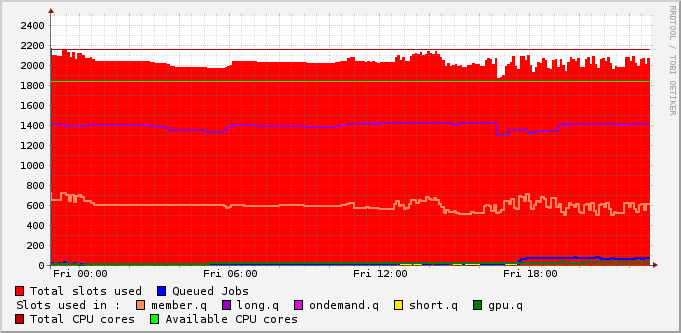 RRDTOOL / TOBI OETIKER
2400
2200
2000
1800
1600
1400
1200
1000
800
600
400
200
0
Fri 00:00 Fri 06:00 Fri 12:00 Fri 18:00
Total slots used Queued Jobs
Slots used in : member.q long.q ondemand.q short.q gpu.q
Total CPU cores Available CPU cores